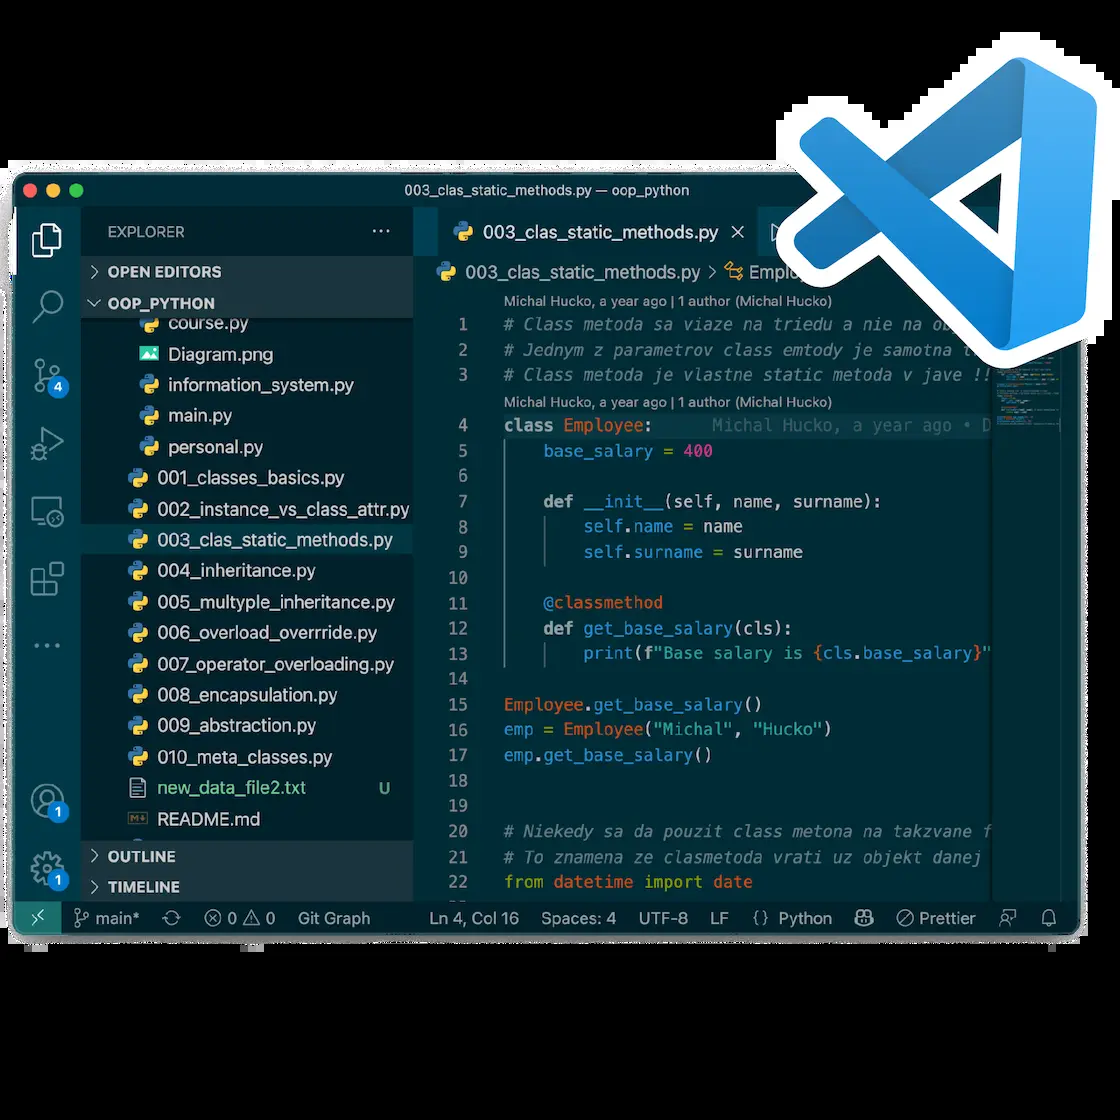 003_clas_static_methods.py — oop_python
EXPLORER
OPEN EDITORS
OOP_PYTHON
course.py
Diagram.png
information_system.py
main.py
personal.py
001_classes_basics.py
002_instance_vs_class_attr.py
003_clas_static_methods.py
004_inheritance.py
005_multyple_inheritance.py
006_overload_overrride.py
007_operator_overloading.py
008_encapsulation.py
009_abstraction.py
010_meta_classes.py
new_data_file2.txt U
README.md
OUTLINE
TIMELINE
4
1
1
003_clas_static_methods.py
003_clas_static_methods.py > Emplo
Michal Hucko, a year ago | 1 author (Michal Hucko)
1 # Class metoda sa viaze na triedu a nie na ob
2 # Jednym z parametrov class emtody je samotna
3 # Class metoda je vlastne static metoda v jave !!
Michal Hucko, a year ago | 1 author (Michal Hucko)
4 class Employee: Michal Hucko, a year ago • D
5 base_salary = 400
6
7 def __init__(self, name, surname):
8 self.name = name
9 self.surname = surname
10
11 @classmethod
12 def get_base_salary(cls):
13 print(f"Base salary is {cls.base_salary}"
14
15 Employee.get_base_salary()
16 emp = Employee("Michal", "Hucko")
17 emp.get_base_salary()
18
19
20 # Niekedy sa da pouzit class metona na takzvane f
21 # To znamena ze clasmetoda vrati uz objekt danej
22 from datetime import date
main* 0 0 Git Graph Ln 4, Col 16 Spaces: 4 UTF-8 LF {} Python Prettier